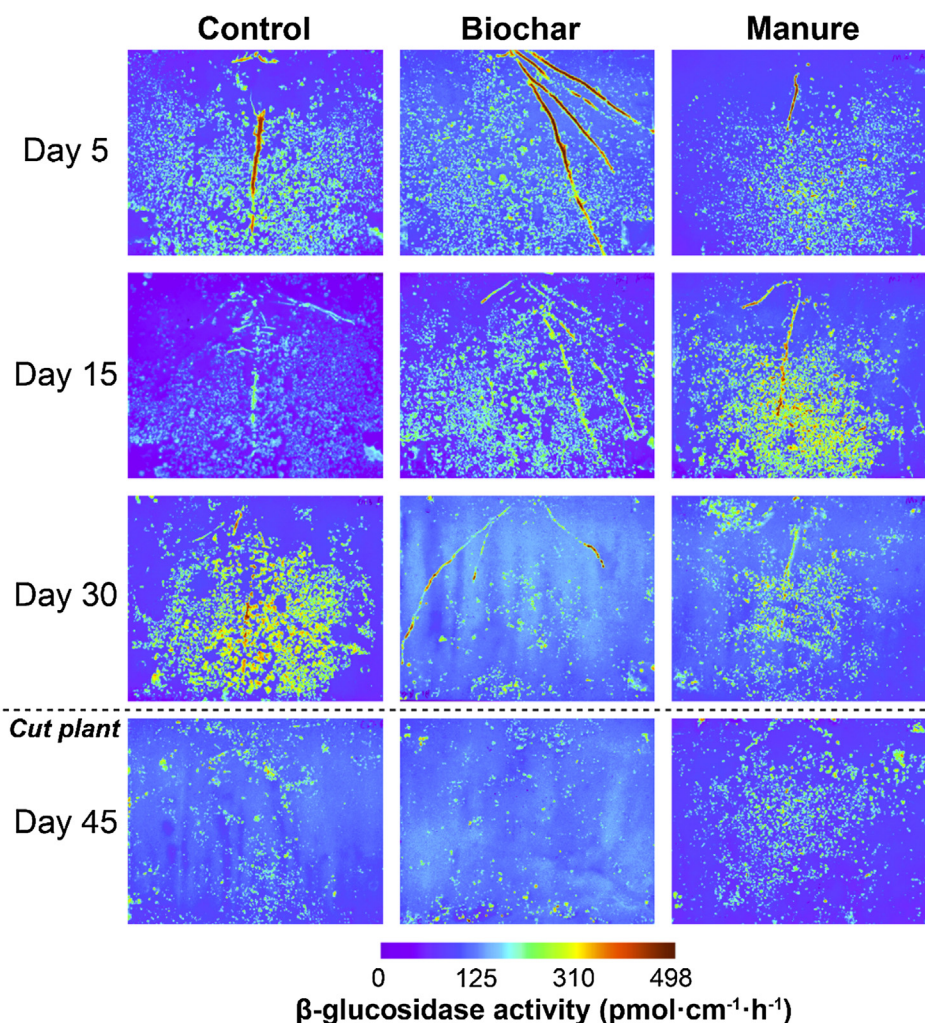 Control Biochar Manure
Day 5
Day 15
Day 30
Cut plant
Day 45
0 125 310 498
β-glucosidase activity (pmol·cm⁻¹·h⁻¹)